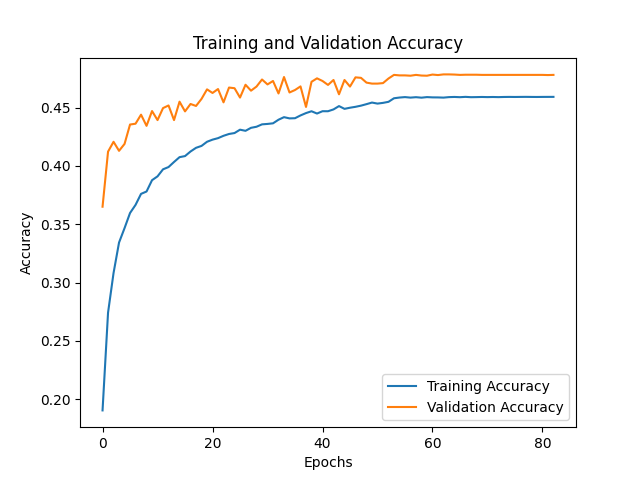 Training and Validation Accuracy
Accuracy
0.45
0.40
0.35
0.30
0.25
0.20
0
20
40
60
80
Epochs
Training Accuracy
Validation Accuracy